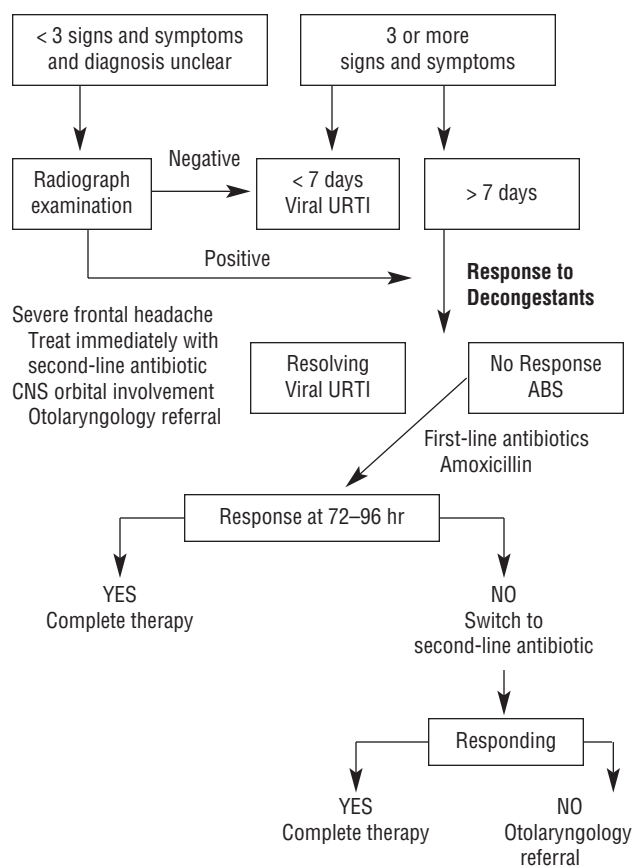 < 3 signs and symptoms
and diagnosis unclear
3 or more
signs and symptoms
Radiograph
examination
Negative
< 7 days
Viral URTI
> 7 days
Positive
Response to
Decongestants
Severe frontal headache
Treat immediately with
second-line antibiotic
CNS orbital involvement
Otolaryngology referral
Resolving
Viral URTI
No Response
ABS
First-line antibiotics
Amoxicillin
Response at 72–96 hr
YES
Complete therapy
NO
Switch to
second-line antibiotic
Responding
YES
Complete therapy
NO
Otolaryngology
referral